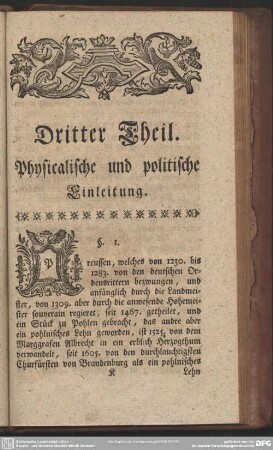 Dritter Theil.
Physicalische und politische
Einleitung.
§. 1.
Preussen, welches von 1230. bis
1283. von den deutschen Or-
densrittern bezwungen, und
anfänglich durch die Landmei-
ster, von 1309. aber durch die anwesende Hohemei-
ster souverain regieret, seit 1467. getheilet, und
ein Stück zu Pohlen gebracht, das andre aber
ein pohlnisches Lehn geworden, ist 1525. von dem
Marggrafen Albrecht in ein erblich Herzogthum
verwandelt, seit 1605. von den durchlauchtigsten
Churfürsten von Brandenburg als ein pohlnisches
K Lehn